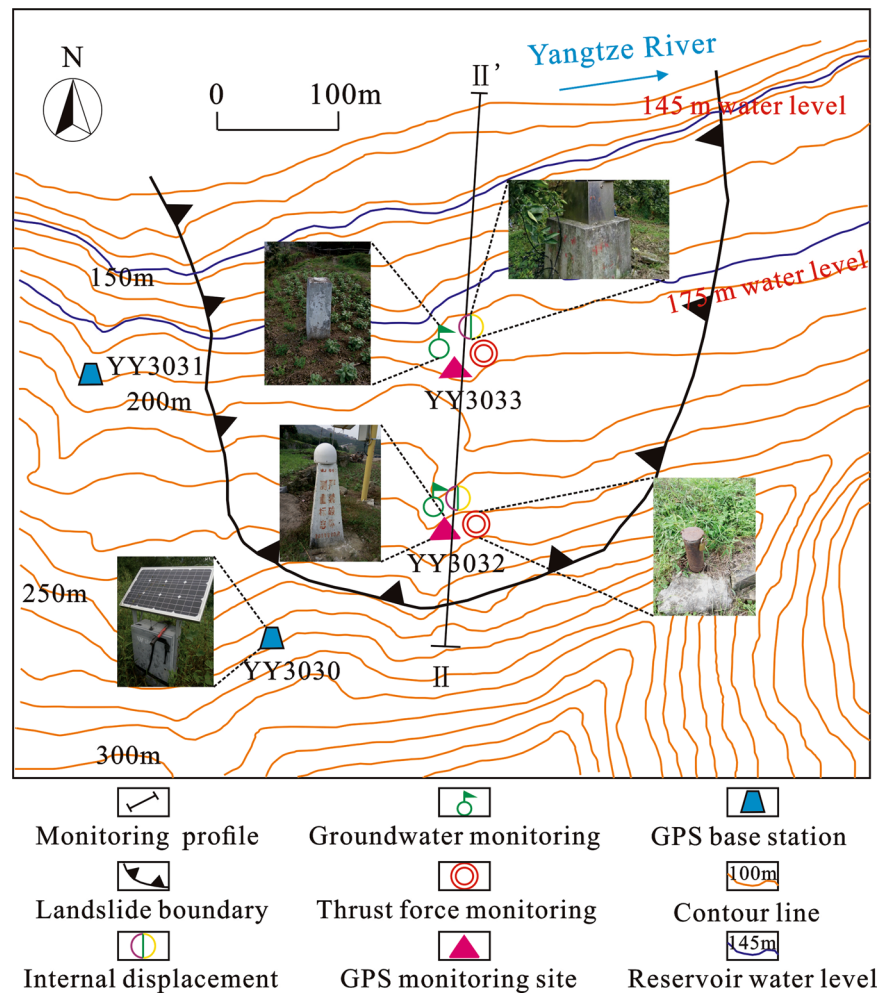 N
0 100m
II'
Yangtze River
145 m water level
150m
175 m water level
YY3031
200m
YY3033
YY3032
250m
YY3030
II
300m
Monitoring profile
Groundwater monitoring
GPS base station
100m
Landslide boundary
Thrust force monitoring
Contour line
145m
Internal displacement
GPS monitoring site
Reservoir water level